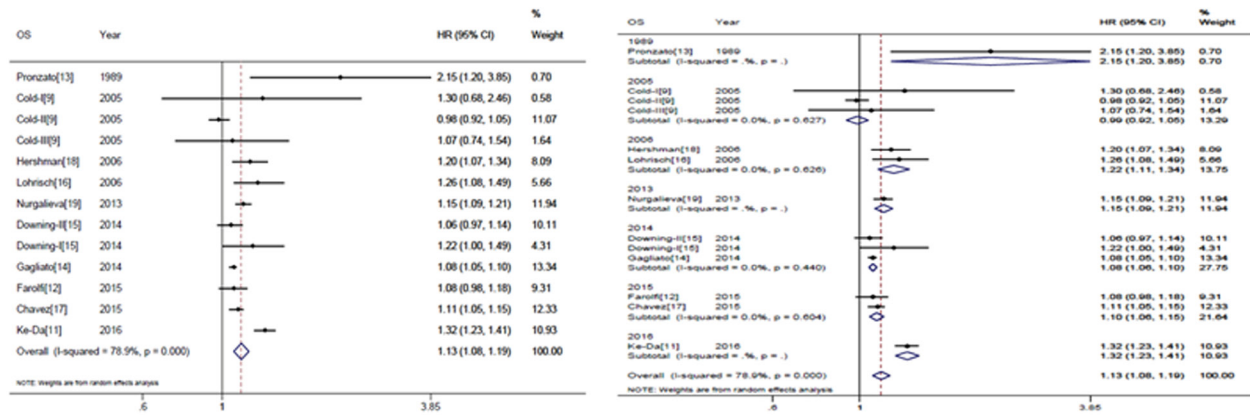 %
OS Year HR (95% CI) Weight
Pronzato[13] 1989 2.15 (1.20, 3.85) 0.70
Cold-I[9] 2005 1.30 (0.68, 2.46) 0.58
Cold-II[9] 2005 0.98 (0.92, 1.05) 11.07
Cold-III[9] 2005 1.07 (0.74, 1.54) 1.64
Hershman[18] 2006 1.20 (1.07, 1.34) 8.09
Lohrisch[16] 2006 1.26 (1.08, 1.49) 5.66
Nurgalieva[19] 2013 1.15 (1.09, 1.21) 11.94
Downing-II[15] 2014 1.06 (0.97, 1.14) 10.11
Downing-I[15] 2014 1.22 (1.00, 1.49) 4.31
Gagliato[14] 2014 1.08 (1.05, 1.10) 13.34
Farolfi[12] 2015 1.08 (0.98, 1.18) 9.31
Chavez[17] 2015 1.11 (1.05, 1.15) 12.33
Ke-Da[11] 2016 1.32 (1.23, 1.41) 10.93
Overall (I-squared = 78.9%, p = 0.000) 1.13 (1.08, 1.19) 100.00
NOTE: Weights are from random effects analysis
.6 1 3.85
%
OS Year HR (95% CI) Weight
1989
Pronzato[13] 1989 2.15 (1.20, 3.85) 0.70
Subtotal (I-squared = .%, p = .) 2.15 (1.20, 3.85) 0.70
2005
Cold-I[9] 2005 1.30 (0.68, 2.46) 0.58
Cold-II[9] 2005 0.98 (0.92, 1.05) 11.07
Cold-III[9] 2005 1.07 (0.74, 1.54) 1.64
Subtotal (I-squared = 0.0%, p = 0.627) 0.99 (0.92, 1.05) 13.29
2006
Hershman[18] 2006 1.20 (1.07, 1.34) 8.09
Lohrisch[16] 2006 1.26 (1.08, 1.49) 5.66
Subtotal (I-squared = 0.0%, p = 0.626) 1.22 (1.11, 1.34) 13.75
2013
Nurgalieva[19] 2013 1.15 (1.09, 1.21) 11.94
Subtotal (I-squared = .%, p = .) 1.15 (1.09, 1.21) 11.94
2014
Downing-II[15] 2014 1.06 (0.97, 1.14) 10.11
Downing-I[15] 2014 1.22 (1.00, 1.49) 4.31
Gagliato[14] 2014 1.08 (1.05, 1.10) 13.34
Subtotal (I-squared = 0.0%, p = 0.440) 1.08 (1.06, 1.10) 27.75
2015
Farolfi[12] 2015 1.08 (0.98, 1.18) 9.31
Chavez[17] 2015 1.11 (1.05, 1.15) 12.33
Subtotal (I-squared = 0.0%, p = 0.604) 1.10 (1.06, 1.15) 21.64
2016
Ke-Da[11] 2016 1.32 (1.23, 1.41) 10.93
Subtotal (I-squared = .%, p = .) 1.32 (1.23, 1.41) 10.93
Overall (I-squared = 78.9%, p = 0.000) 1.13 (1.08, 1.19) 100.00
NOTE: Weights are from random effects analysis
.6 1 3.85